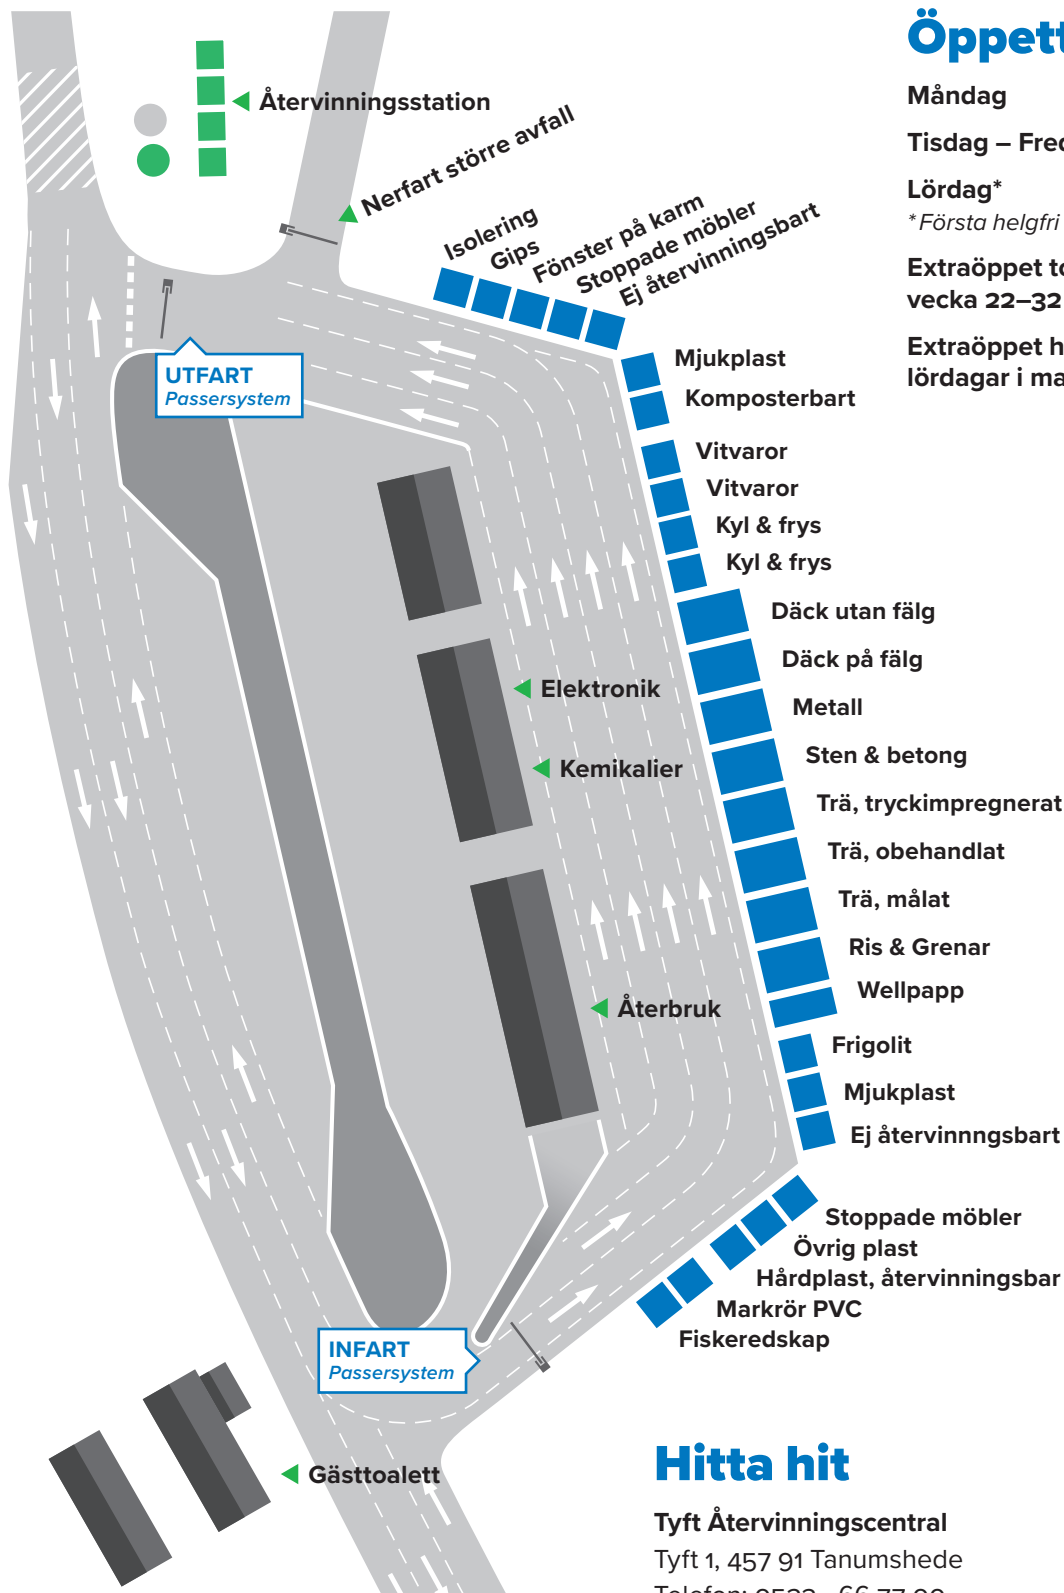 Återvinningsstation
Nerfart större avfall
Isolering
Gips
Fönster på karm
Stoppade möbler
Ej återvinningsbart
UTFART
Passersystem
Mjukplast
Komposterbart
Vitvaror
Vitvaror
Kyl & frys
Kyl & frys
Däck utan fälg
Däck på fälg
Metall
Sten & betong
Trä, tryckimpregnerat
Trä, obehandlat
Trä, målat
Ris & Grenar
Wellpapp
Frigolit
Mjukplast
Ej återvinnngsbart
Stoppade möbler
Övrig plast
Hårdplast, återvinningsbar
Markrör PVC
Fiskeredskap
Elektronik
Kemikalier
Återbruk
INFART
Passersystem
Gästtoalett
Öppett
Måndag
Tisdag – Fred
Lördag*
*Första helgfri
Extraöppet to
vecka 22–32
Extraöppet h
lördagar i ma
Hitta hit
Tyft Återvinningscentral
Tyft 1, 457 91 Tanumshede